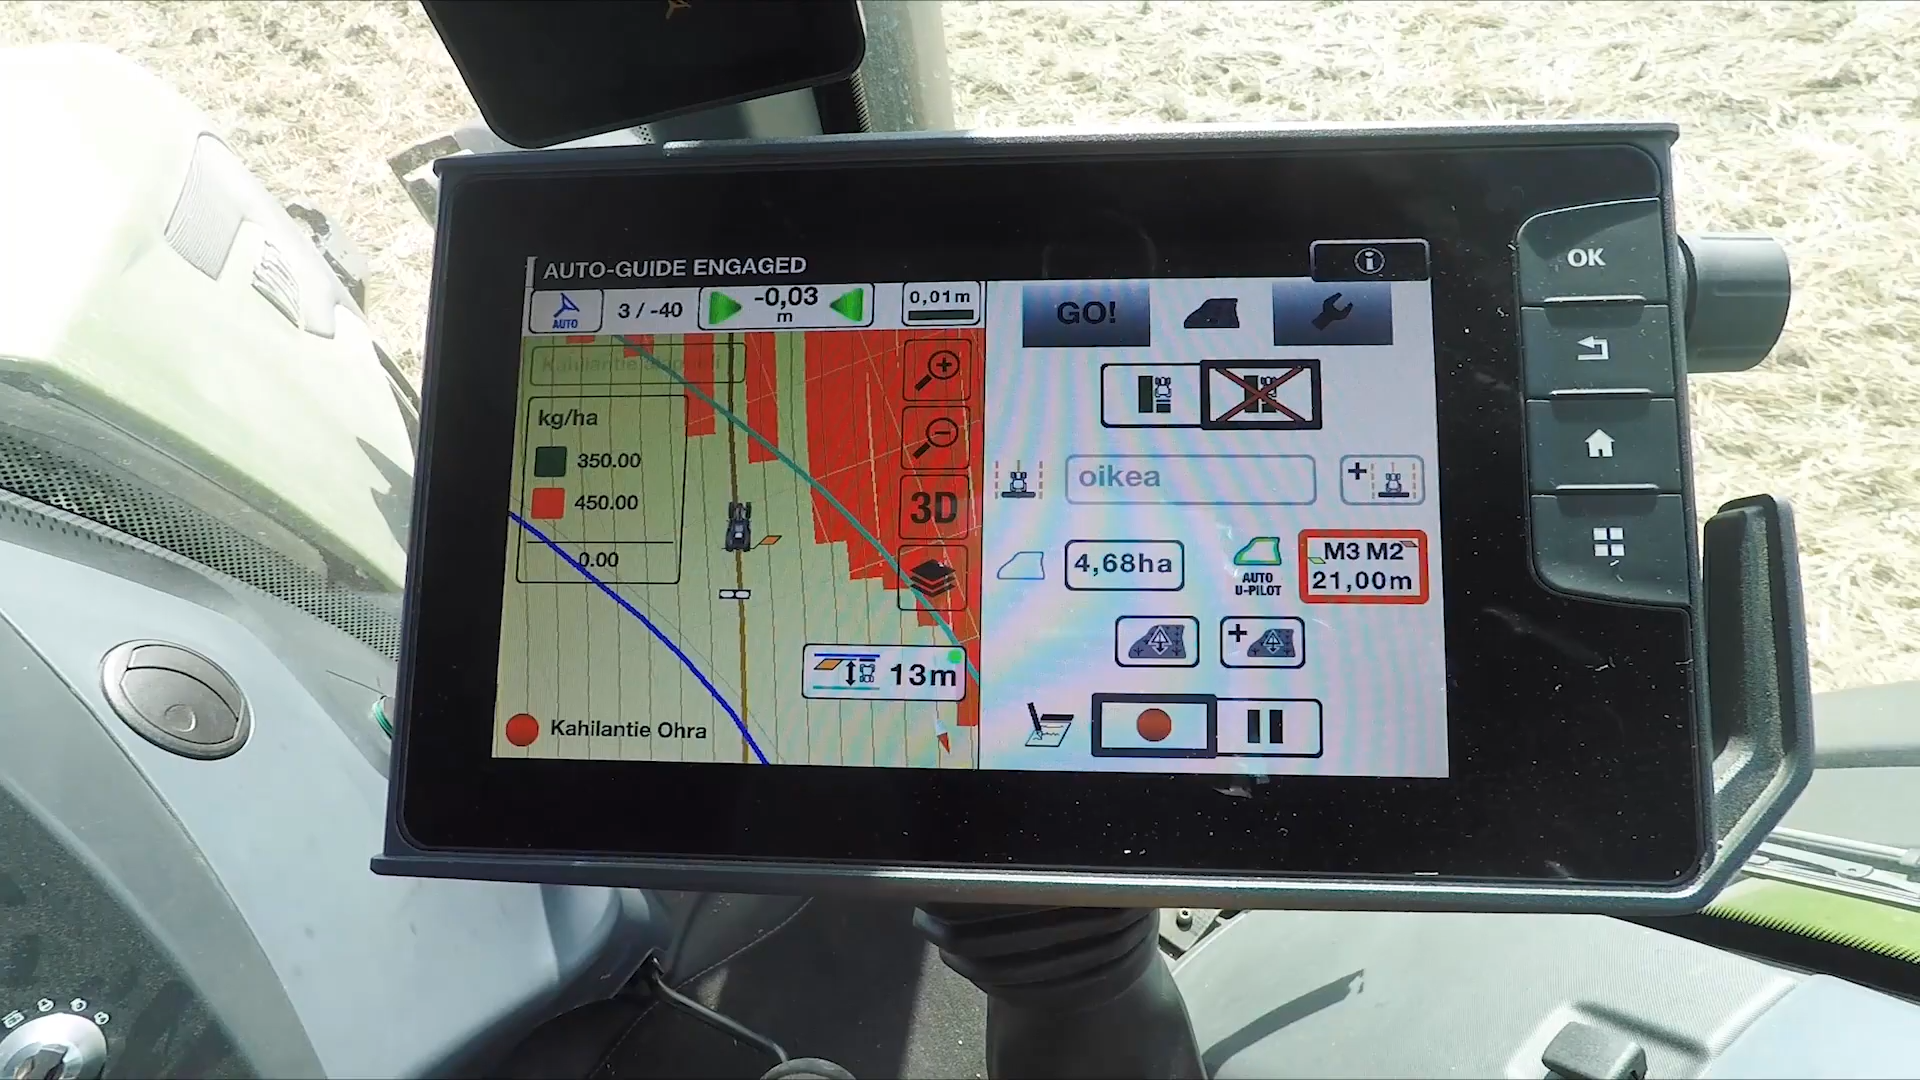 AUTO-GUIDE ENGAGED
AUTO
3 / -40
-0,03
m
0,01m
GO!
kg/ha
350.00
450.00
0.00
3D
oikea
4,68ha
AUTO
U-PILOT
M3 M2
21,00m
13m
Kahilantie Ohra
OK